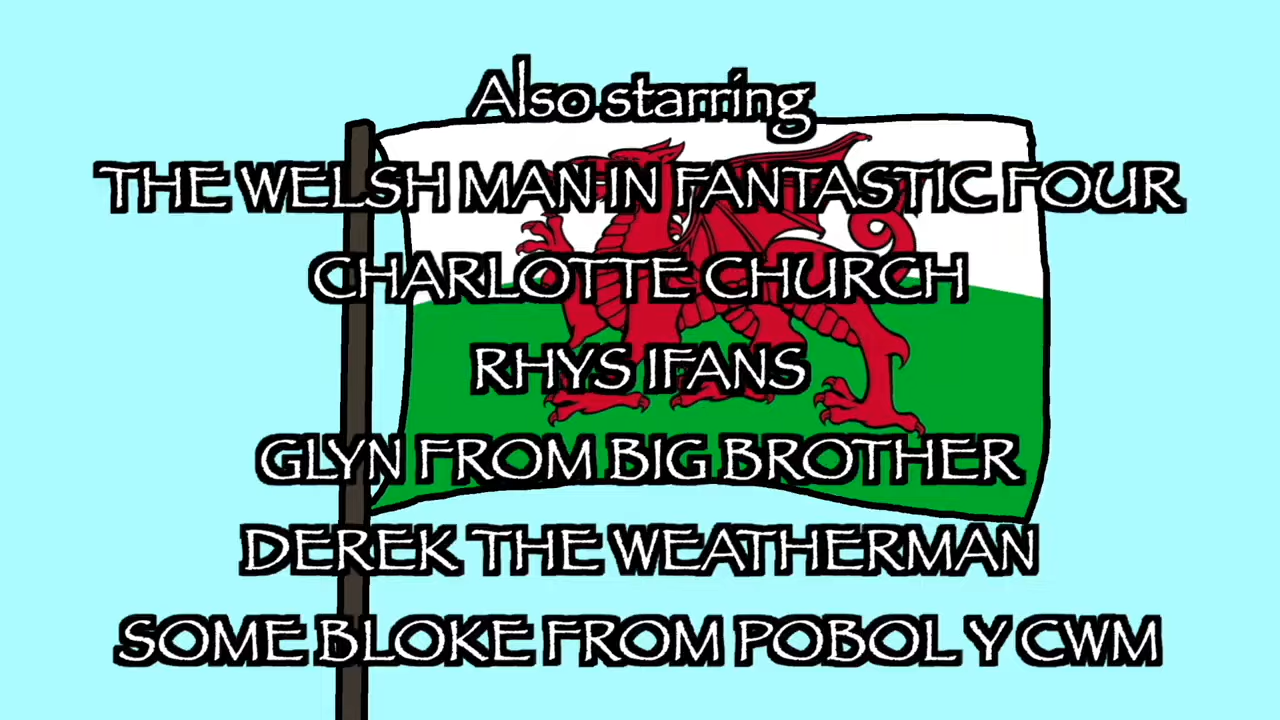 Also starring
THE WELSH MAN IN FANTASTIC FOUR
CHARLOTTE CHURCH
RHYS IFANS
GLYN FROM BIG BROTHER
DEREK THE WEATHERMAN
SOME BLOKE FROM POBOL Y CWM